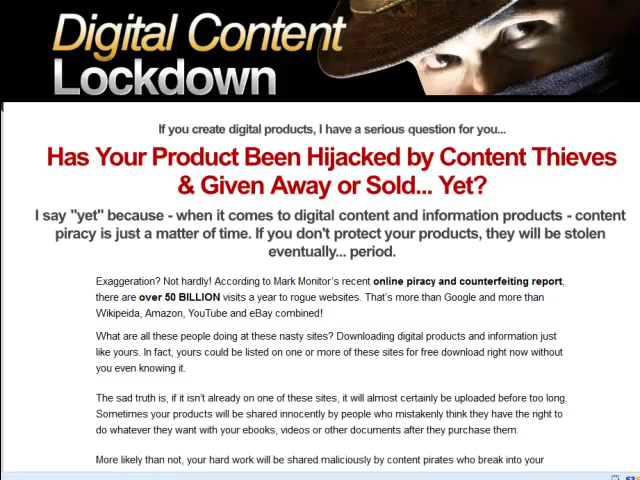 Digital Content
Lockdown
If you create digital products, I have a serious question for you...
Has Your Product Been Hijacked by Content Thieves
& Given Away or Sold... Yet?
I say "yet" because - when it comes to digital content and information products - content
piracy is just a matter of time. If you don't protect your products, they will be stolen
eventually... period.
Exaggeration? Not hardly! According to Mark Monitor's recent online piracy and counterfeiting report,
there are over 50 BILLION visits a year to rogue websites. That's more than Google and more than
Wikipeida, Amazon, YouTube and eBay combined!
What are all these people doing at these nasty sites? Downloading digital products and information just
like yours. In fact, yours could be listed on one or more of these sites for free download right now without
you even knowing it.
The sad truth is, if it isn't already on one of these sites, it will almost certainly be uploaded before too long.
Sometimes your products will be shared innocently by people who mistakenly think they have the right to
do whatever they want with your ebooks, videos or other documents after they purchase them.
More likely than not, your hard work will be shared maliciously by content pirates who break into your